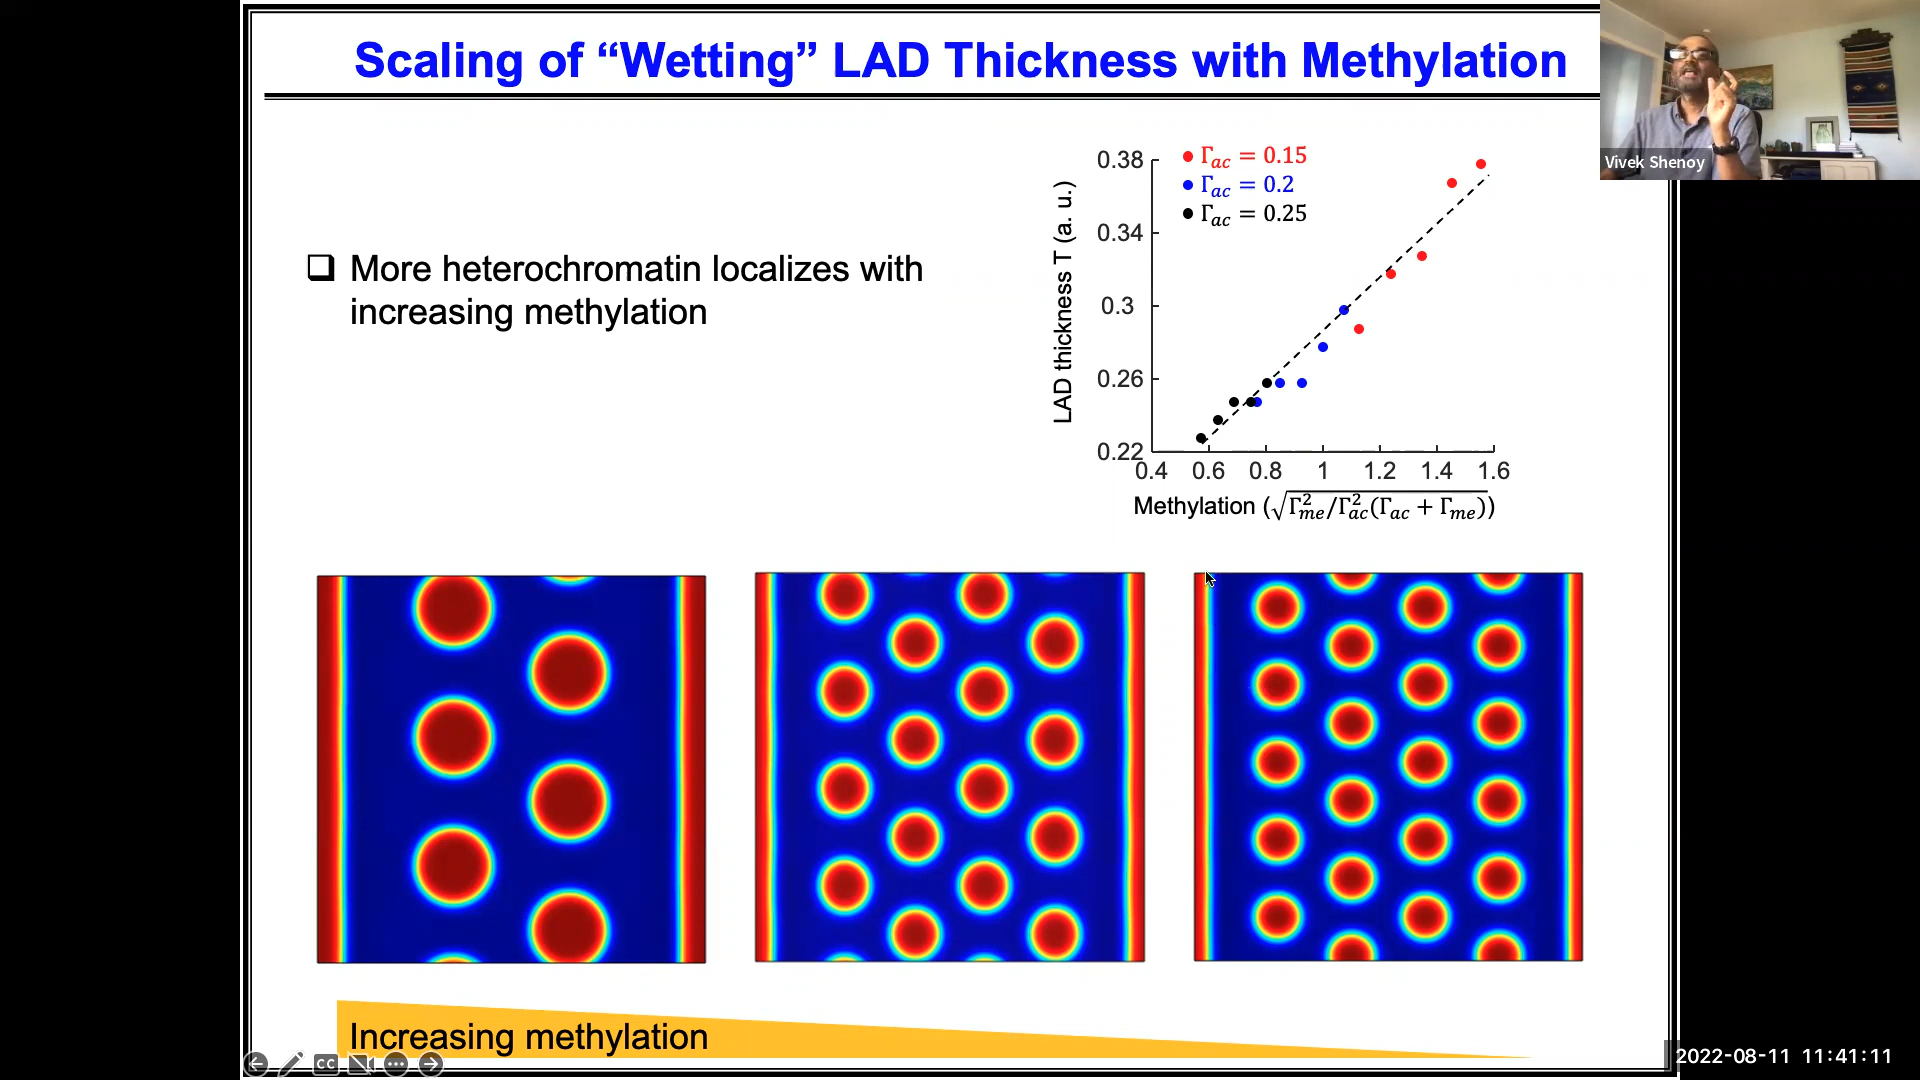 Scaling of “Wetting” LAD Thickness with Methylation
Vivek Shenoy
❑ More heterochromatin localizes with
increasing methylation
LAD thickness T (a. u.)
0.38
0.34
0.3
0.26
0.22
Γac = 0.15
Γac = 0.2
Γac = 0.25
0.4 0.6 0.8 1 1.2 1.4 1.6
Methylation (√Γ²me/Γ²ac(Γac + Γme))
Increasing methylation
CC
2022-08-11 11:41:11